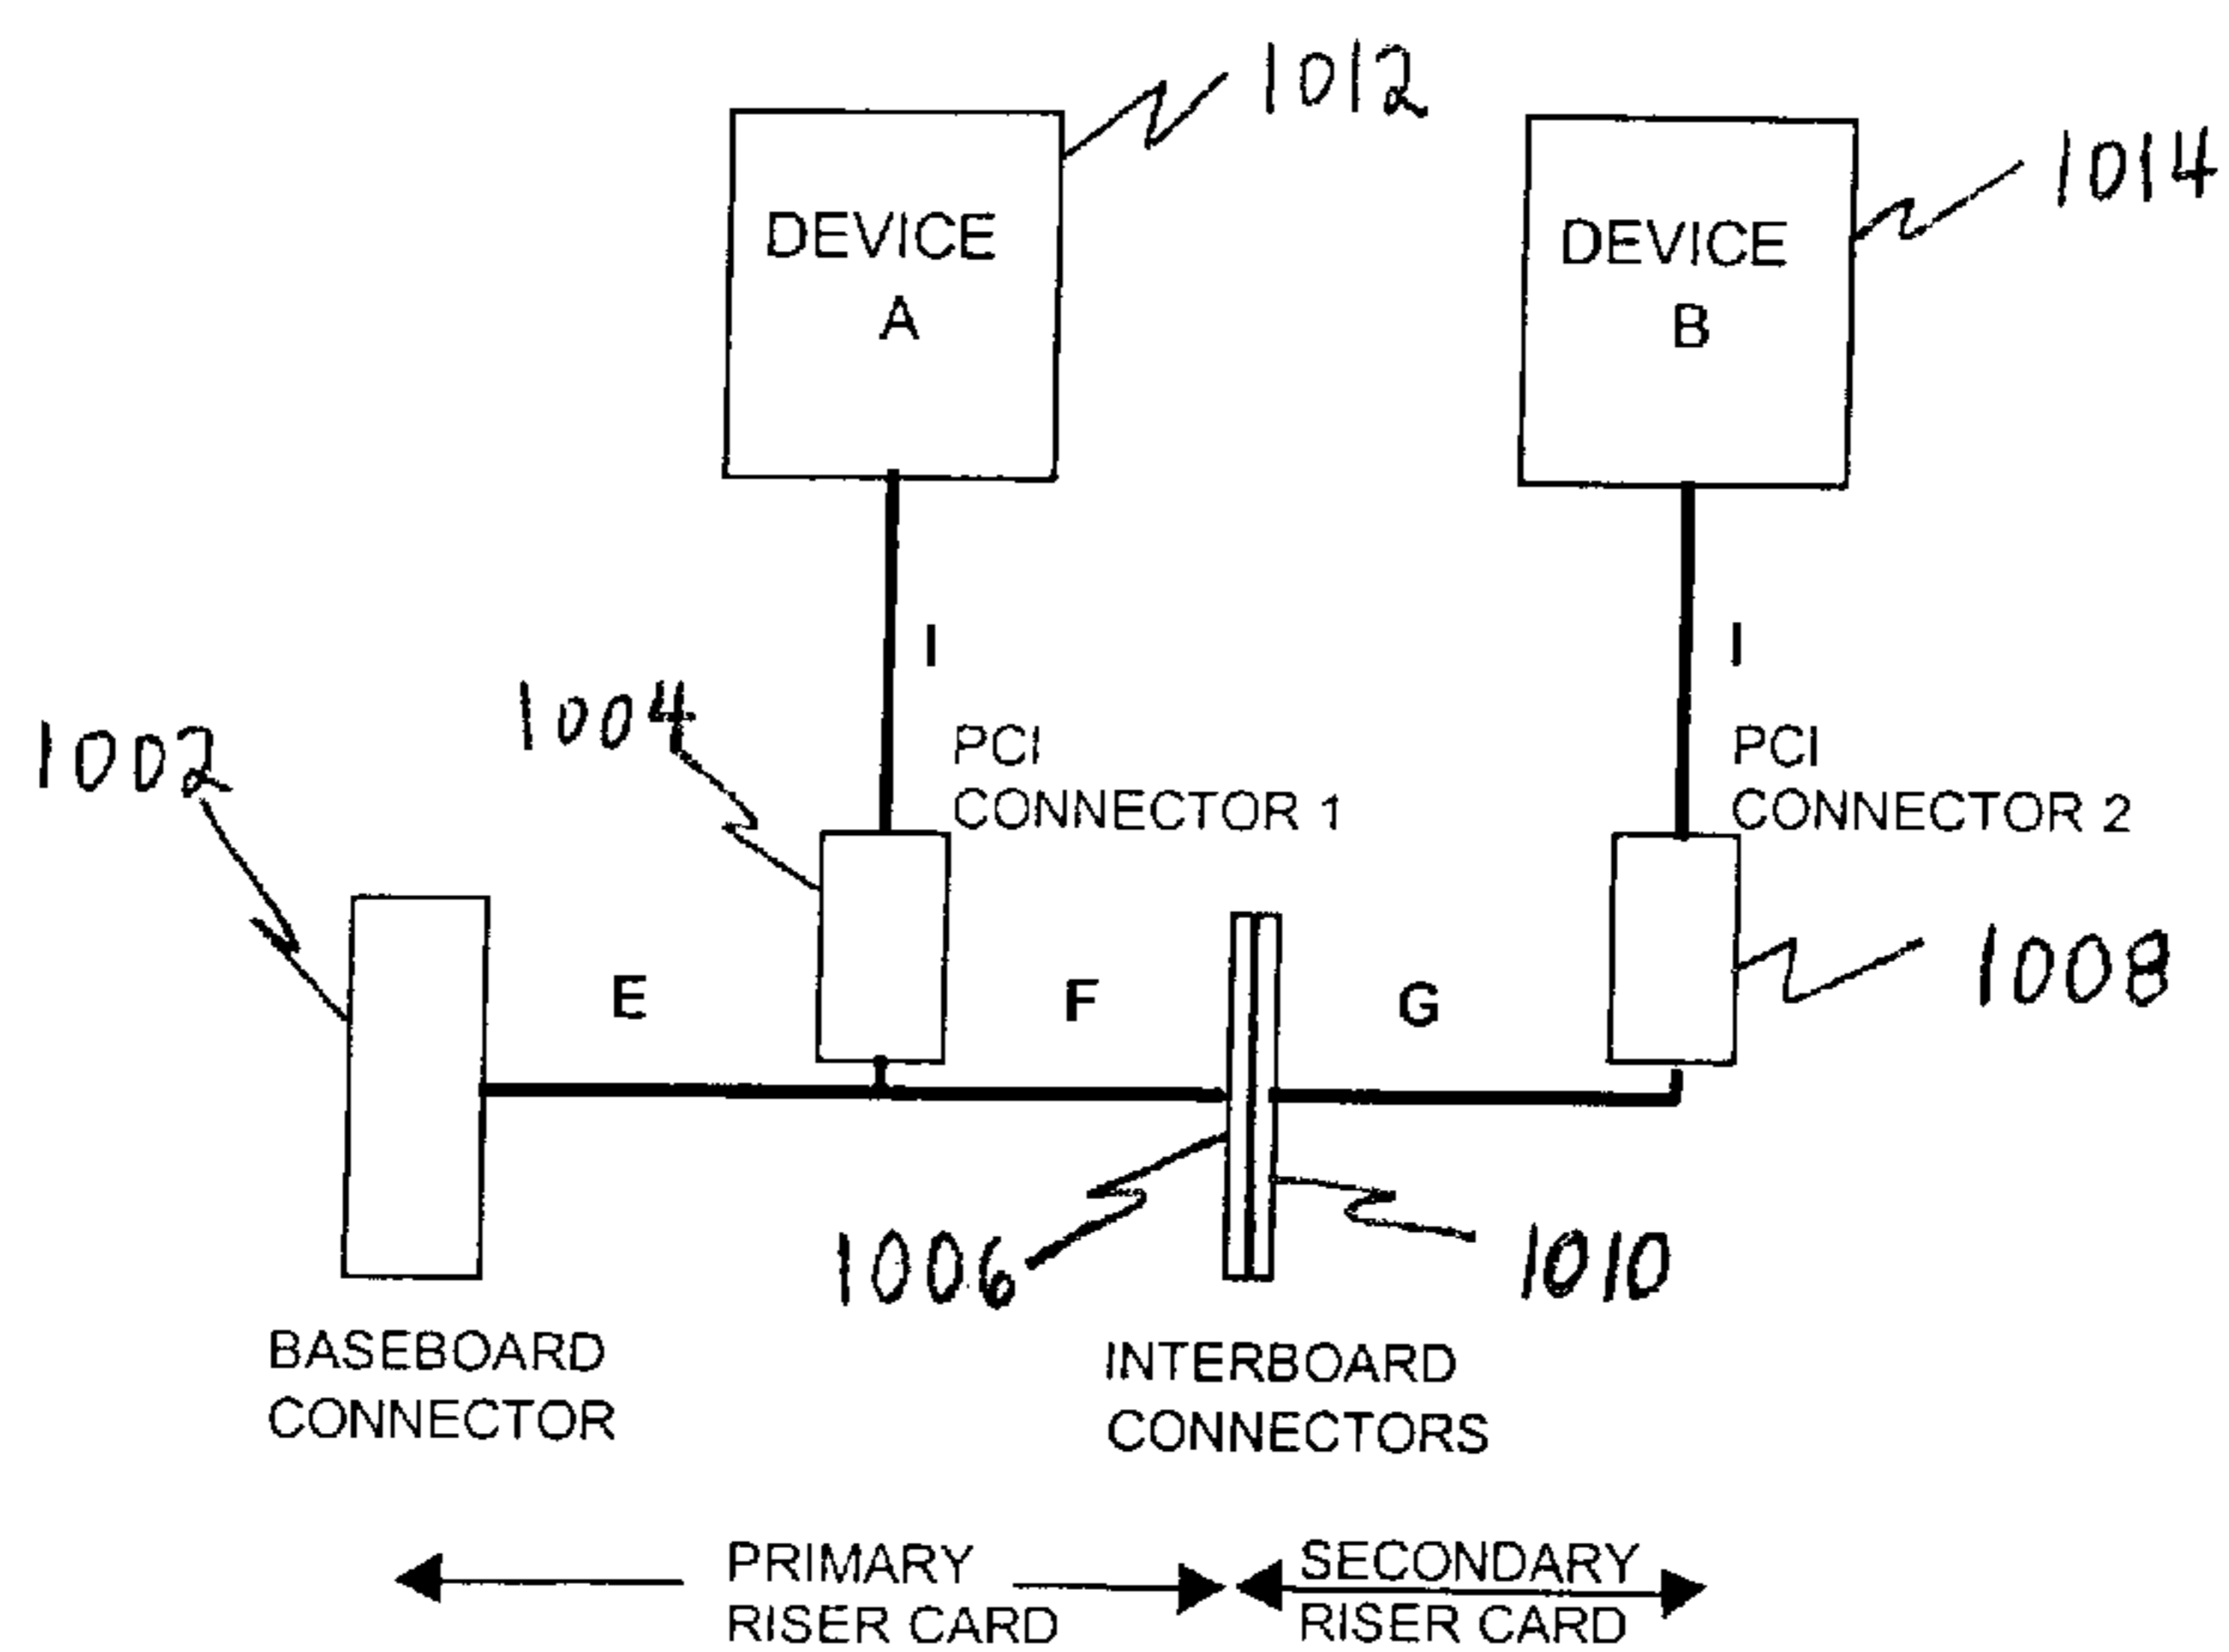 1012
1014
DEVICE
A
DEVICE
B
I
I
1002
1004
PCI
CONNECTOR 1
PCI
CONNECTOR 2
E
F
G
1008
1006
1010
BASEBOARD
CONNECTOR
INTERBOARD
CONNECTORS
PRIMARY
RISER CARD
SECONDARY
RISER CARD